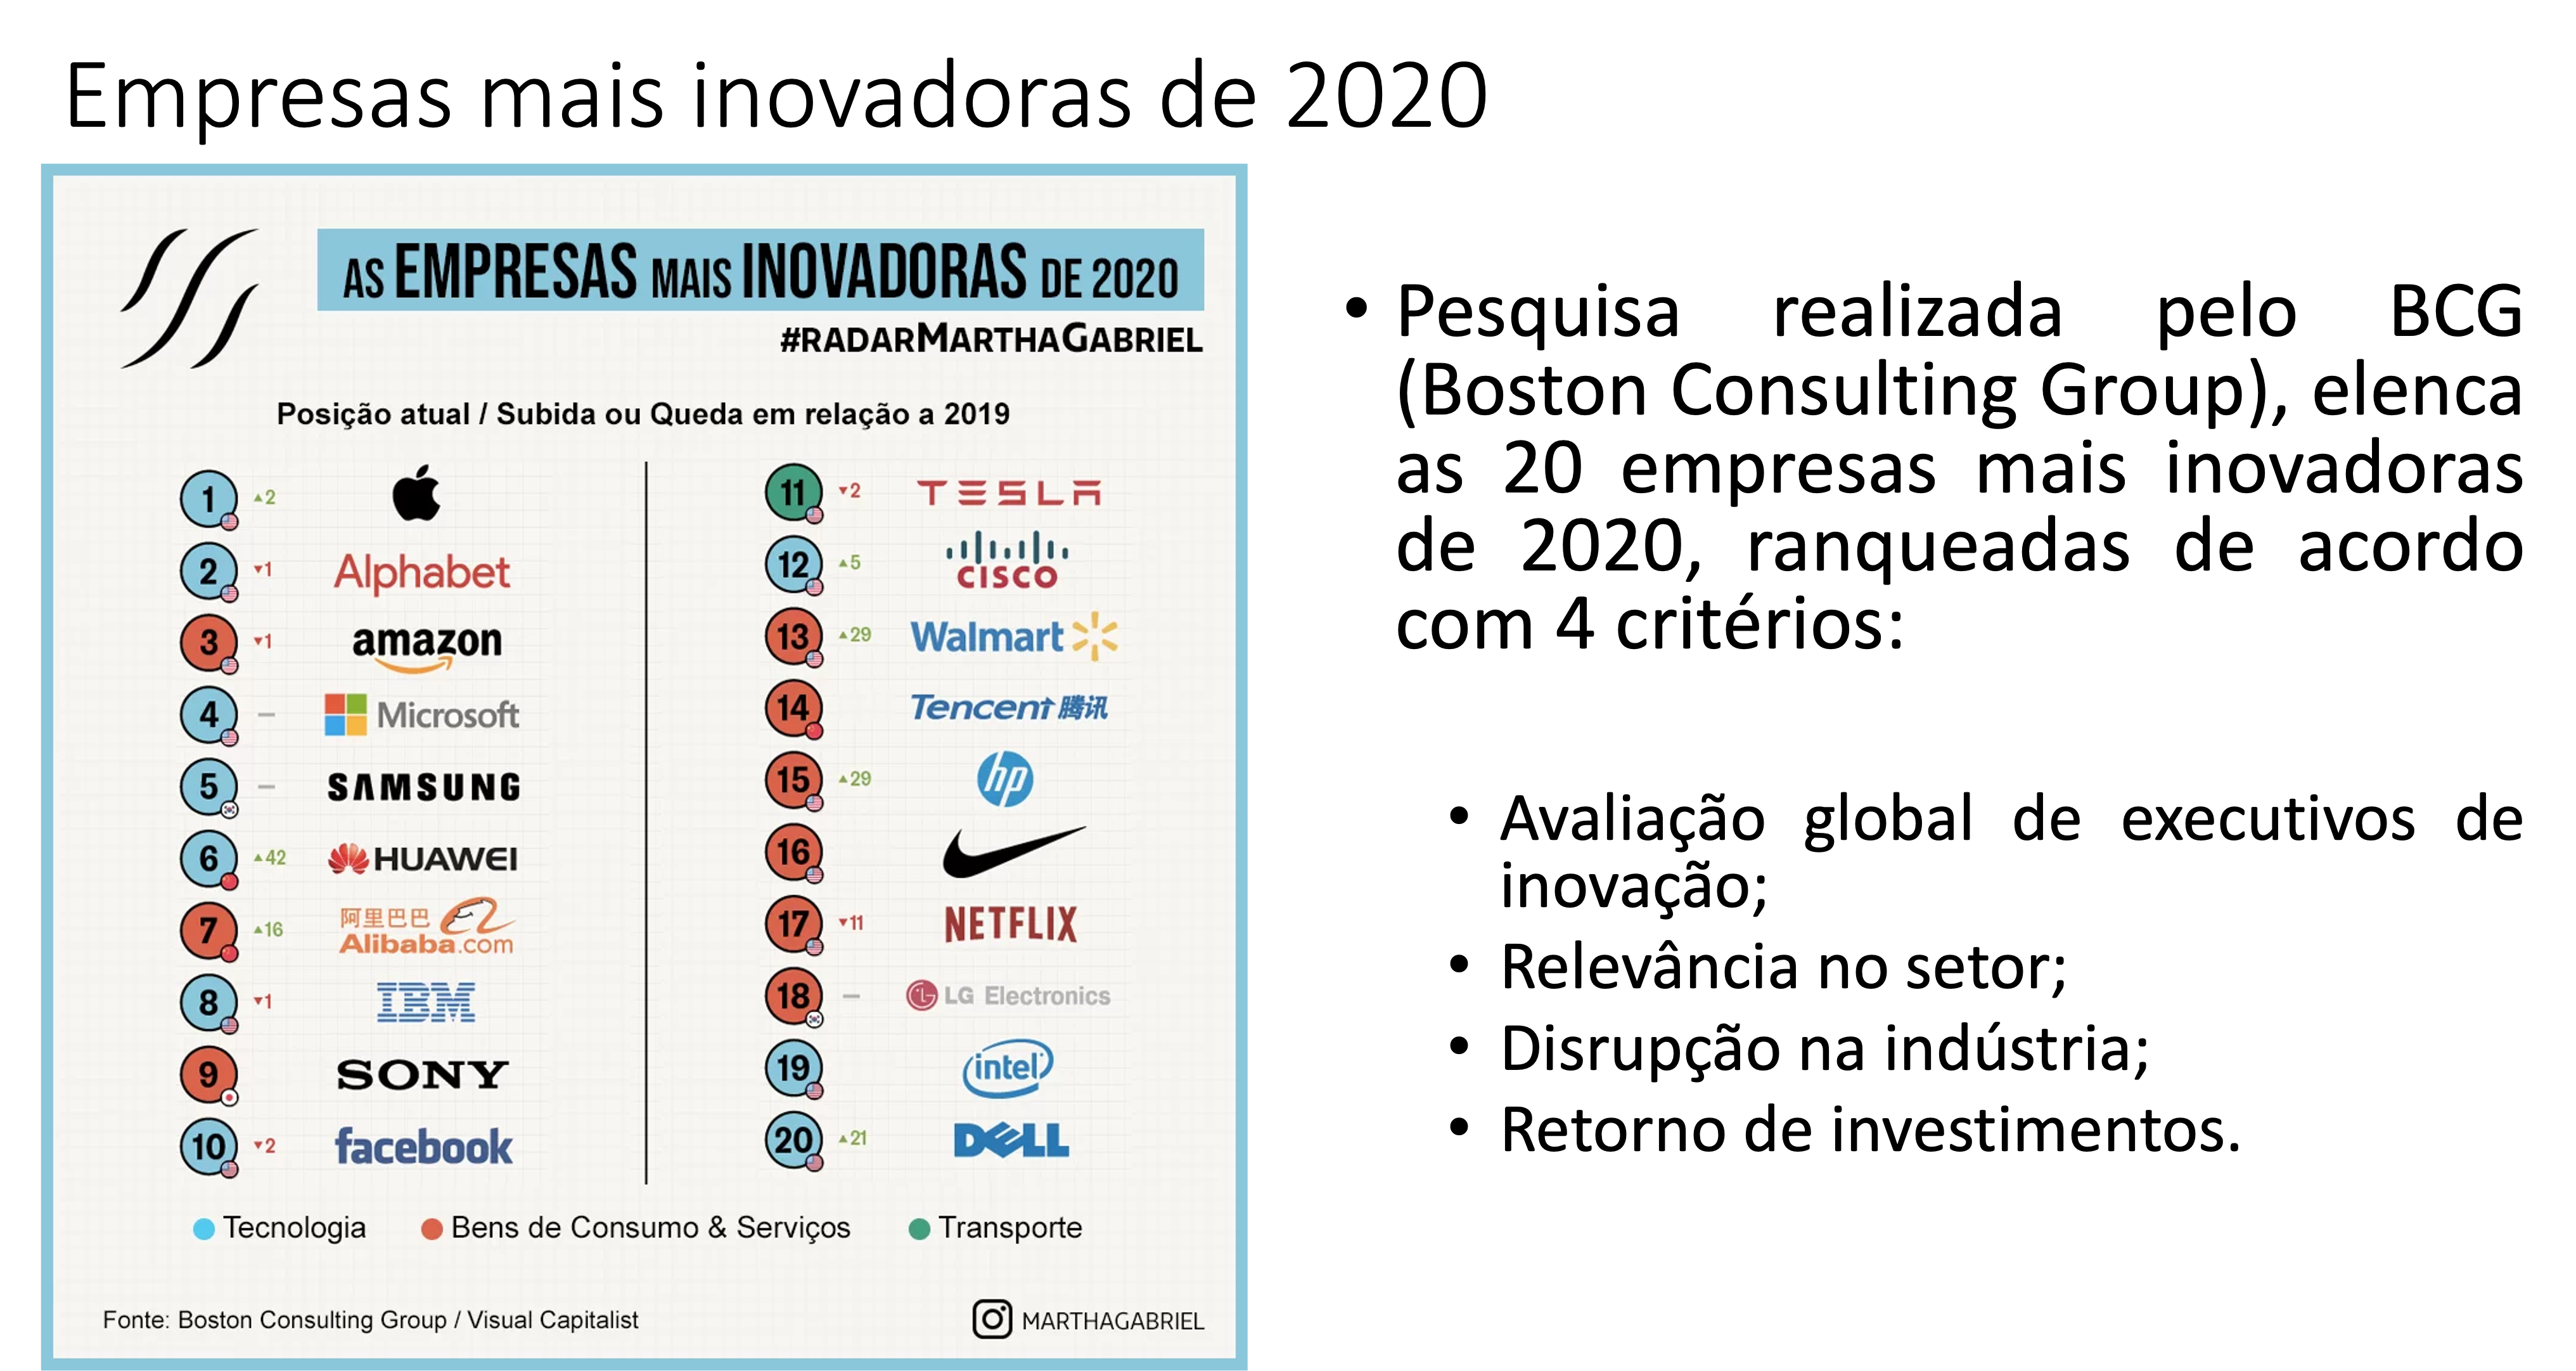 Empresas mais inovadoras de 2020
AS EMPRESAS MAIS INOVADORAS DE 2020
#RADARMARTHAGABRIEL
Posição atual / Subida ou Queda em relação a 2019
1 ▲2
2 ▼1 Alphabet
3 ▼1 amazon
4 – Microsoft
5 – SAMSUNG
6 ▲42 HUAWEI
7 ▲16 阿里巴巴 Alibaba.com
8 ▼1 IBM
9 SONY
10 ▼2 facebook
11 ▼2 TESLA
12 ▲5 CISCO
13 ▲29 Walmart
14 Tencent 腾讯
15 ▲29 hp
16
17 ▼11 NETFLIX
18 – LG LG Electronics
19 intel
20 ▲21 DELL
Tecnologia Bens de Consumo & Serviços Transporte
Fonte: Boston Consulting Group / Visual Capitalist MARTHAGABRIEL
• Pesquisa realizada pelo BCG
(Boston Consulting Group), elenca
as 20 empresas mais inovadoras
de 2020, ranqueadas de acordo
com 4 critérios:
• Avaliação global de executivos de
inovação;
• Relevância no setor;
• Disrupção na indústria;
• Retorno de investimentos.